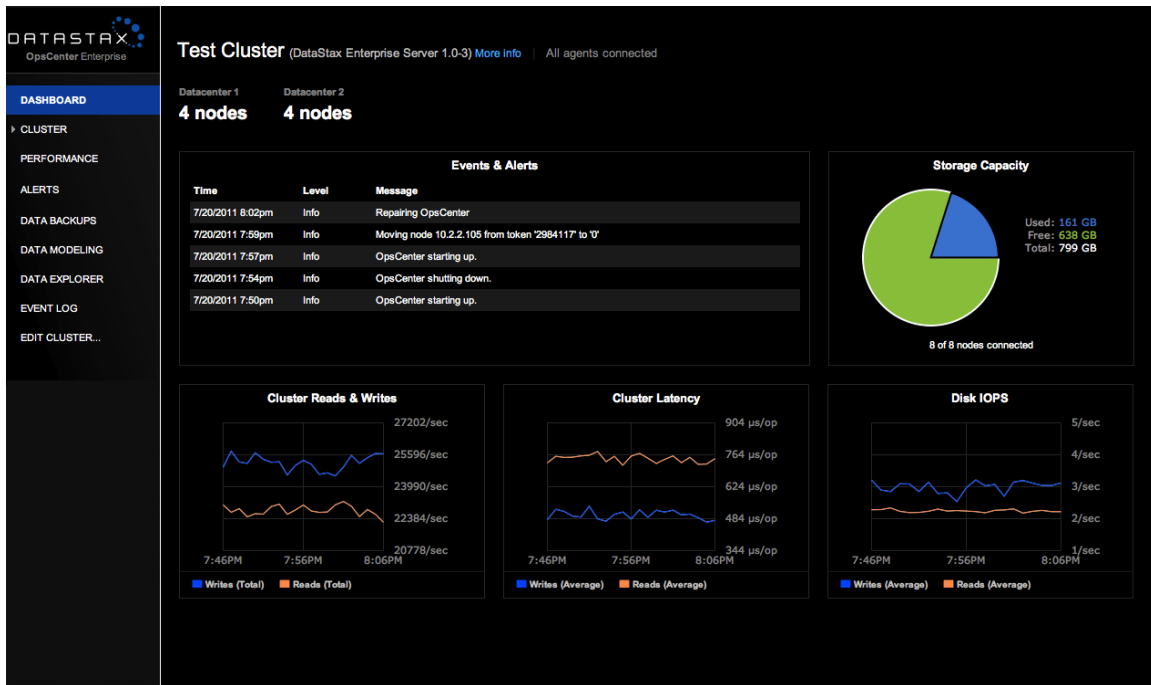 DATASTAX
OpsCenter Enterprise
DASHBOARD
CLUSTER
PERFORMANCE
ALERTS
DATA BACKUPS
DATA MODELING
DATA EXPLORER
EVENT LOG
EDIT CLUSTER...
Test Cluster (DataStax Enterprise Server 1.0-3) More info | All agents connected
Datacenter 1 Datacenter 2
4 nodes 4 nodes
Events & Alerts
Time Level Message
7/20/2011 8:02pm Info Repairing OpsCenter
7/20/2011 7:59pm Info Moving node 10.2.2.105 from token '2984117' to '0'
7/20/2011 7:57pm Info OpsCenter starting up.
7/20/2011 7:54pm Info OpsCenter shutting down.
7/20/2011 7:50pm Info OpsCenter starting up.
Storage Capacity
Used: 161 GB
Free: 638 GB
Total: 799 GB
8 of 8 nodes connected
Cluster Reads & Writes
27202/sec
25596/sec
23990/sec
22384/sec
20778/sec
7:46PM 7:56PM 8:06PM
Writes (Total) Reads (Total)
Cluster Latency
904 µs/op
764 µs/op
624 µs/op
484 µs/op
344 µs/op
7:46PM 7:56PM 8:06PM
Writes (Average) Reads (Average)
Disk IOPS
5/sec
4/sec
3/sec
2/sec
1/sec
7:46PM 7:56PM 8:06PM
Writes (Average) Reads (Average)